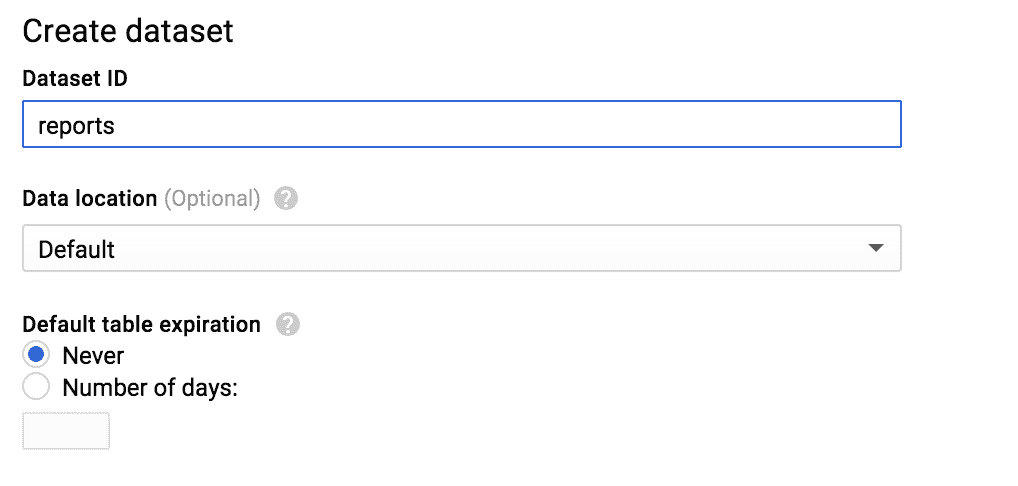 Create dataset
Dataset ID
reports
Data location (Optional) ?
Default
Default table expiration ?
Never
Number of days: